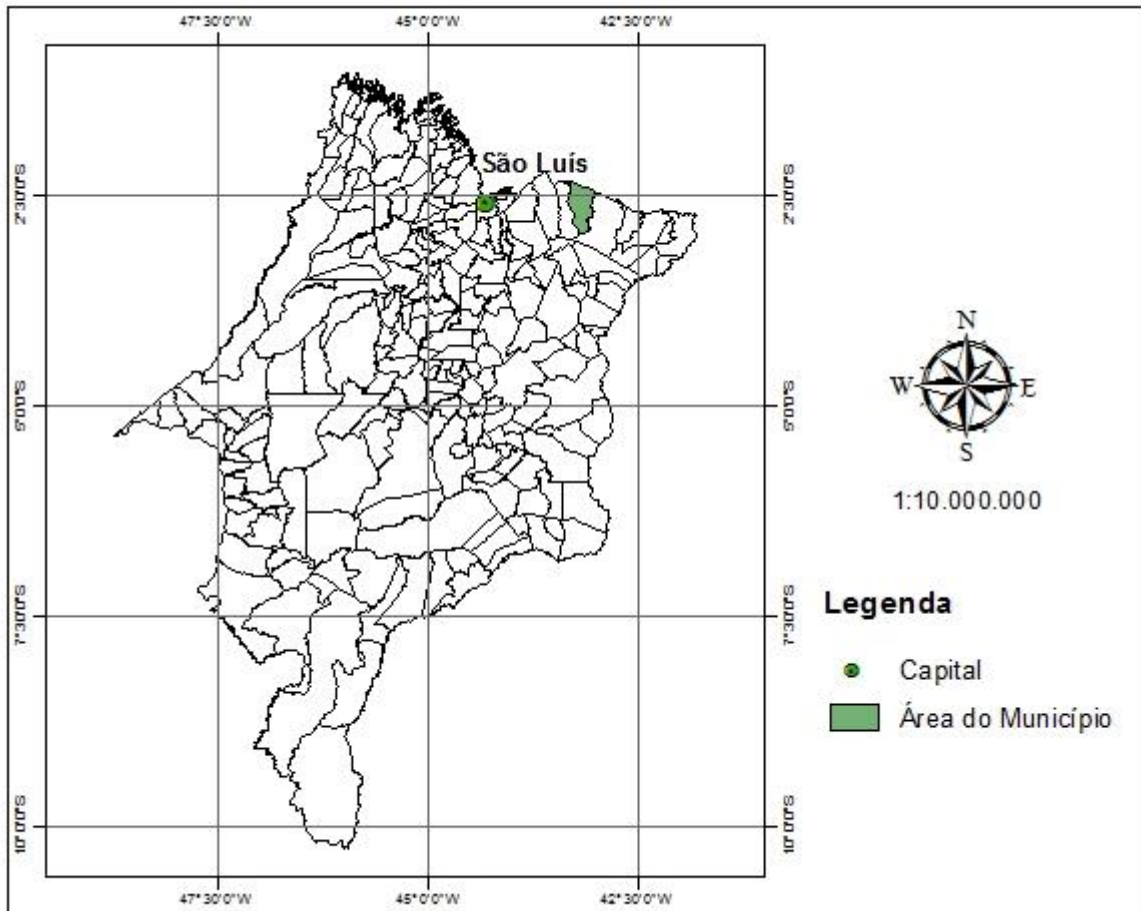 47°30'0"W 45°0'0"W 42°30'0"W
São Luís
2°30'0"S 2°30'0"S
5°0'0"S 5°0'0"S
N
W E
S
1:10.000.000
Legenda
7°30'0"S 7°30'0"S
Capital
Área do Município
10°0'0"S 10°0'0"S
47°30'0"W 45°0'0"W 42°30'0"W